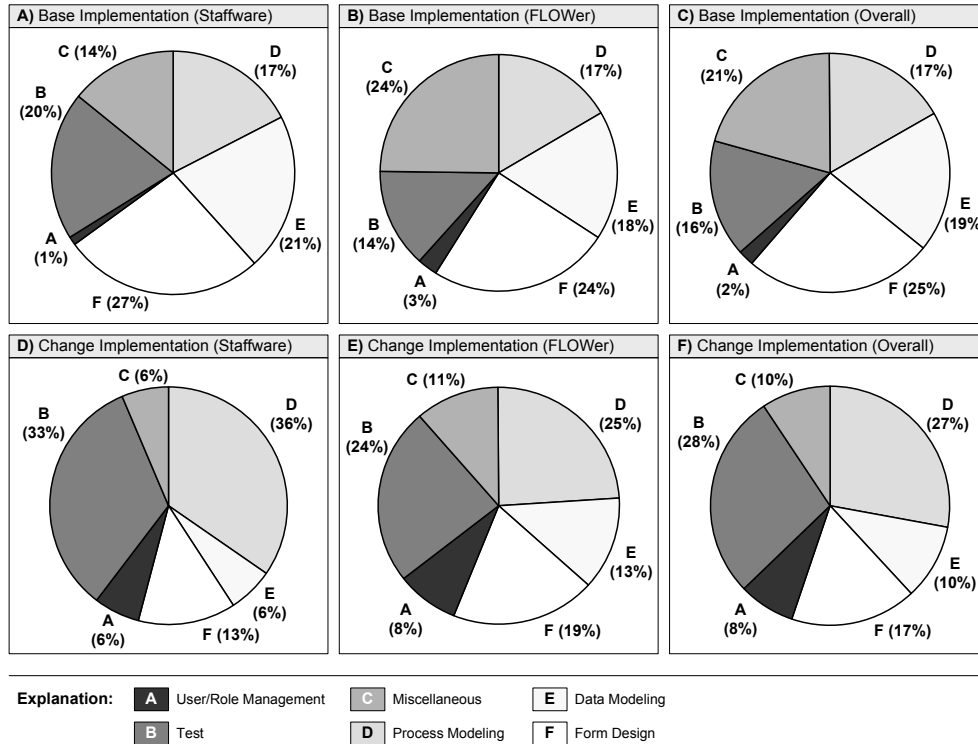 A) Base Implementation (Staffware)
C (14%)
D
(17%)
B
(20%)
E
(21%)
A
(1%)
F (27%)
B) Base Implementation (FLOWer)
C
(24%)
D
(17%)
E
(18%)
B
(14%)
A
(3%)
F (24%)
C) Base Implementation (Overall)
C
(21%)
D
(17%)
B
(16%)
E
(19%)
A
(2%)
F (25%)
D) Change Implementation (Staffware)
C (6%)
D
(36%)
B
(33%)
E
(6%)
A
(6%)
F (13%)
E) Change Implementation (FLOWer)
C (11%)
D
(25%)
B
(24%)
E
(13%)
A
(8%)
F (19%)
F) Change Implementation (Overall)
C (10%)
D
(27%)
B
(28%)
E
(10%)
A
(8%)
F (17%)
Explanation:
A User/Role Management
C Miscellaneous
E Data Modeling
B Test
D Process Modeling
F Form Design